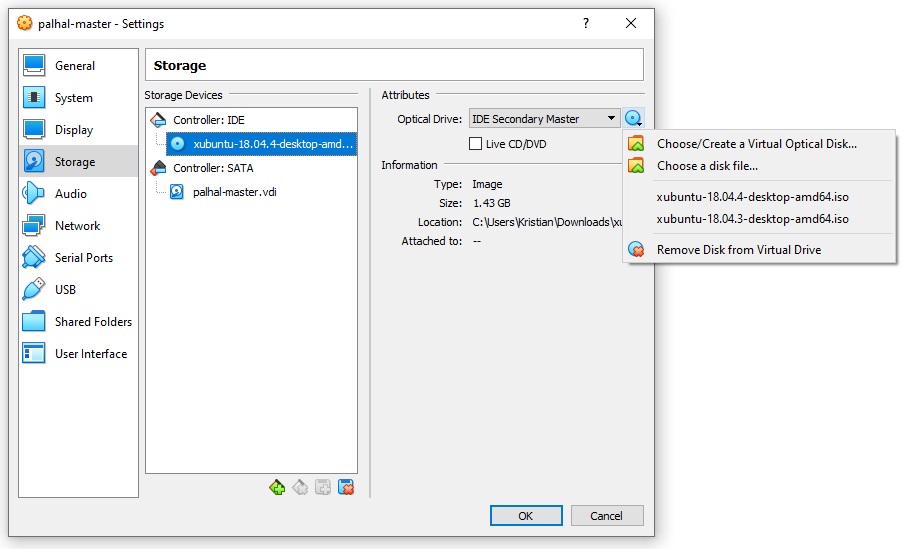 palhal-master - Settings
?
General
System
Display
Storage
Audio
Network
Serial Ports
USB
Shared Folders
User Interface
Storage
Storage Devices
Controller: IDE
xubuntu-18.04.4-desktop-amd...
Controller: SATA
palhal-master.vdi
Attributes
Optical Drive: IDE Secondary Master
Live CD/DVD
Information
Type: Image
Size: 1.43 GB
Location: C:\Users\Kristian\Downloads\xu
Attached to: --
Choose/Create a Virtual Optical Disk...
Choose a disk file...
xubuntu-18.04.4-desktop-amd64.iso
xubuntu-18.04.3-desktop-amd64.iso
Remove Disk from Virtual Drive
OK
Cancel